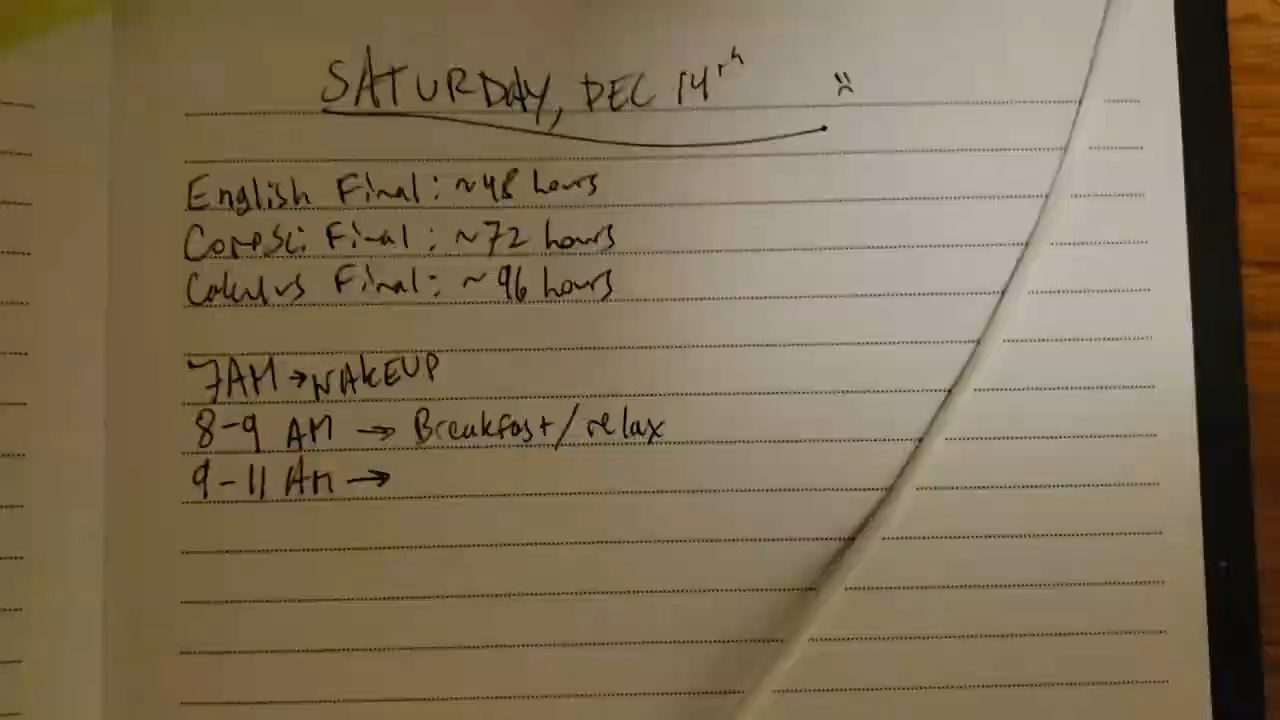 SATURDAY, DEC 14th
English Final: ~48 hours
Compsci Final: ~72 hours
Calculus Final: ~96 hours
7AM → WAKEUP
8-9 AM → Breakfast/relax
9-11 AM →